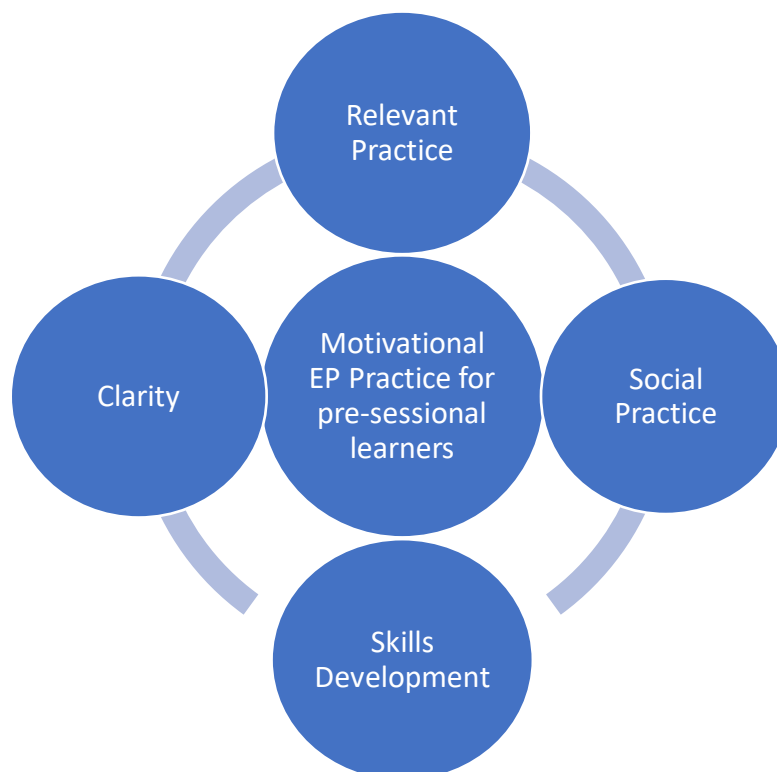 Relevant
Practice
Clarity
Motivational
EP Practice for
pre-sessional
learners
Social
Practice
Skills
Development